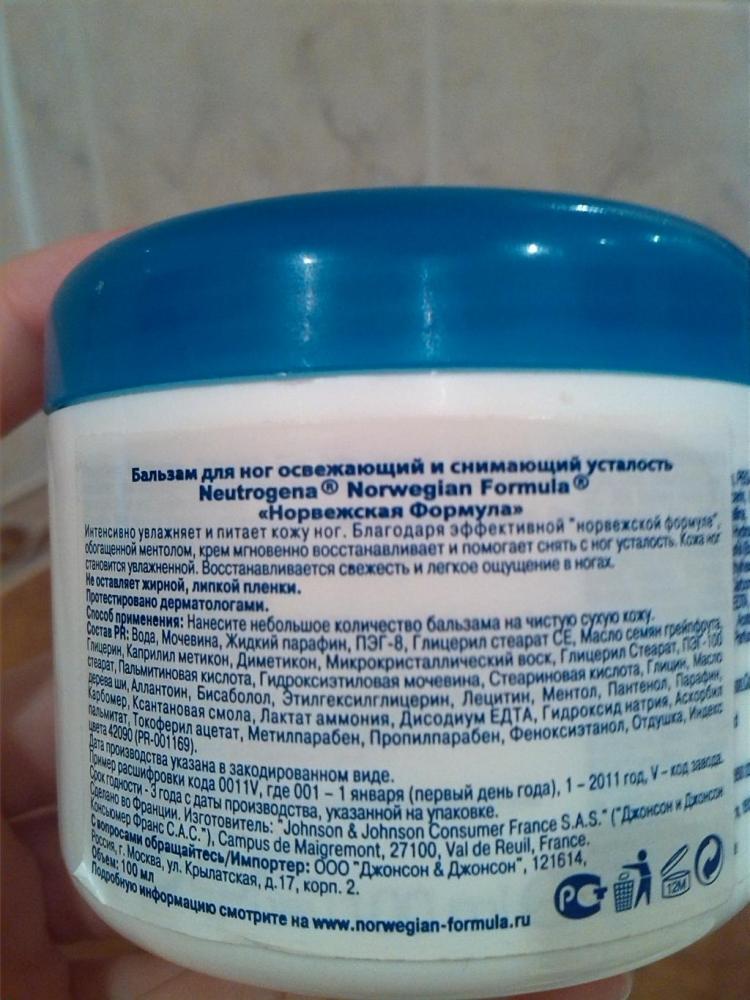 Бальзам для ног освежающий и снимающий усталость
Neutrogena® Norwegian Formula®
«Норвежская Формула»
Интенсивно увлажняет и питает кожу ног. Благодаря эффективной "норвежской формуле",
обогащенной ментолом, крем мгновенно восстанавливает и помогает снять с ног усталость. Кожа ног
становится увлажненной. Восстанавливается свежесть и легкое ощущение в ногах.
Не оставляет жирной, липкой пленки.
Протестировано дерматологами.
Способ применения: Нанесите небольшое количество бальзама на чистую сухую кожу.
Состав PR: Вода, Мочевина, Жидкий парафин, ПЭГ-8, Глицерил стеарат СЕ, Масло семян грейпфрута,
Глицерин, Каприлил метикон, Диметикон, Микрокристаллический воск, Глицерил Стеарат, ПЭГ-100
стеарат, Пальмитиновая кислота, Гидроксиэтиловая мочевина, Стеариновая кислота, Глицин, Масло
дерева ши, Аллантоин, Бисаболол, Этилгексилглицерин, Лецитин, Ментол, Пантенол, Парафин,
Карбомер, Ксантановая смола, Лактат аммония, Дисодиум ЕДТА, Гидроксид натрия, Аскорбил
пальмитат, Токоферил ацетат, Метилпарабен, Пропилпарабен, Феноксиэтанол, Отдушка, Индекс
цвета 42090 (PR-001169).
Дата производства указана в закодированном виде.
Пример расшифровки кода 0011V, где 001 – 1 января (первый день года), 1 – 2011 год, V – код завода.
Срок годности - 3 года с даты производства, указанной на упаковке.
Сделано во Франции. Изготовитель: "Johnson & Johnson Consumer France S.A.S." ("Джонсон и Джонсон
Консьюмер Франс С.А.С."), Campus de Maigremont, 27100, Val de Reuil, France.
С вопросами обращайтесь/Импортер: ООО "Джонсон & Джонсон", 121614,
Россия, г. Москва, ул. Крылатская, д.17, корп. 2.
Объем: 100 мл
Подробную информацию смотрите на www.norwegian-formula.ru
12M